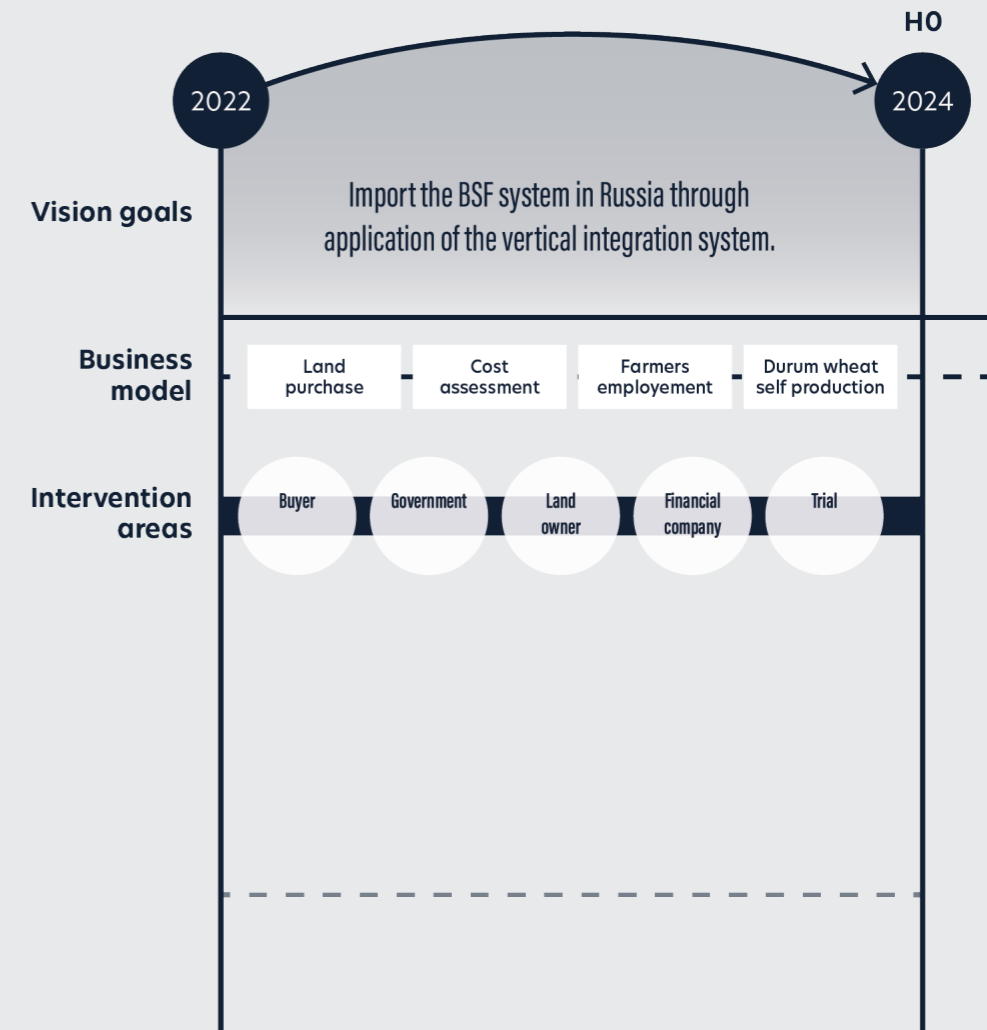 H0
2022
2024
Vision goals
Import the BSF system in Russia through
application of the vertical integration system.
Business
model
Land
purchase
Cost
assessment
Farmers
employement
Durum wheat
self production
Intervention
areas
Buyer
Government
Land
owner
Financial
company
Trial